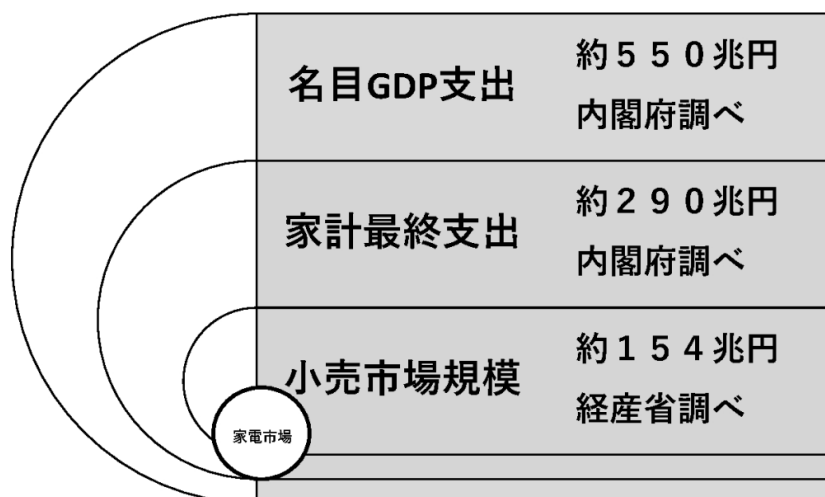 名目GDP支出
約５５０兆円
内閣府調べ
家計最終支出
約２９０兆円
内閣府調べ
小売市場規模
約１５４兆円
経産省調べ
家電市場